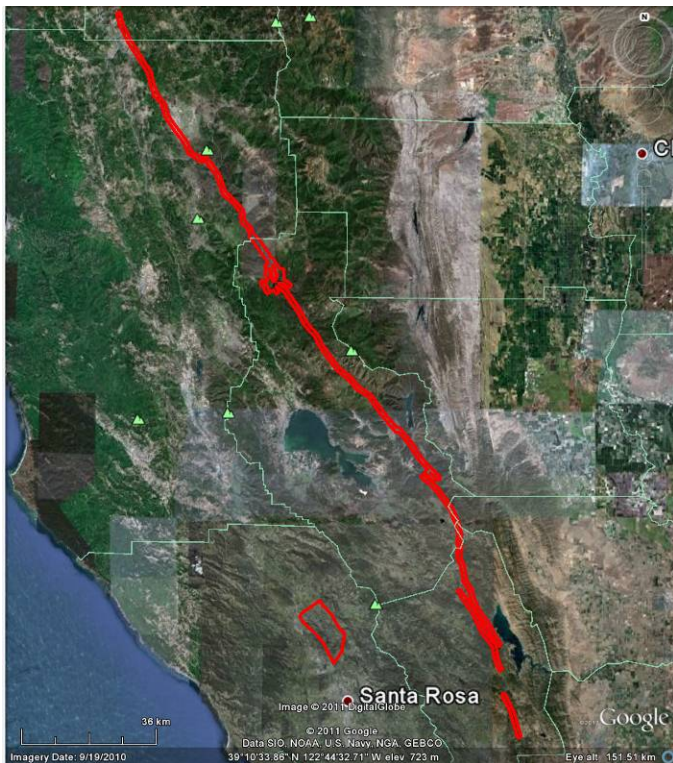 N
C
Santa Rosa
Image © 2011 DigitalGlobe
36 km
© 2011 Google
©2011 Google
Data SIO, NOAA, U.S. Navy, NGA, GEBCO
Imagery Date: 9/19/2010 39°10'33.86" N 122°44'32.71" W elev 723 m Eye alt 151.51 km